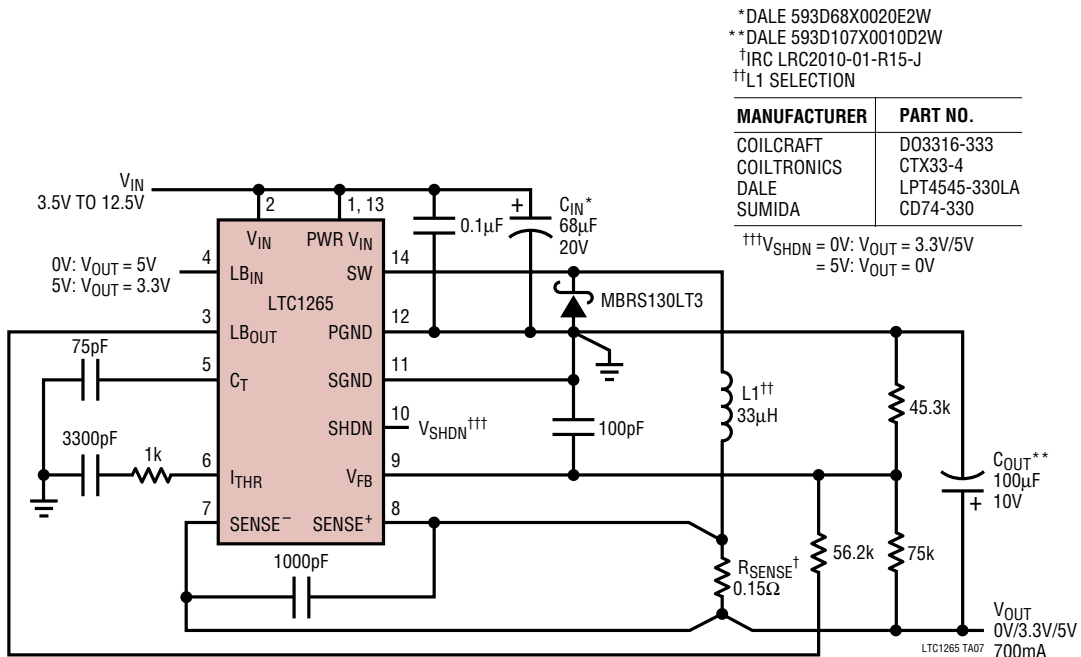 *DALE 593D68X0020E2W
**DALE 593D107X0010D2W
†IRC LRC2010-01-R15-J
††L1 SELECTION
MANUFACTURER PART NO.
COILCRAFT DO3316-333
COILTRONICS CTX33-4
DALE LPT4545-330LA
SUMIDA CD74-330
†††VSHDN = 0V: VOUT = 3.3V/5V
= 5V: VOUT = 0V
VIN
3.5V TO 12.5V
2
1, 13
VIN
PWR VIN
0.1µF
+
CIN*
68µF
20V
0V: VOUT = 5V
5V: VOUT = 3.3V
4
LBIN
SW
14
LTC1265
MBRS130LT3
3
LBOUT
PGND
12
75pF
5
CT
SGND
11
L1††
33µH
45.3k
SHDN
10
VSHDN†††
100pF
3300pF
1k
6
ITHR
VFB
9
COUT**
100µF
10V
+
7
SENSE–
SENSE+
8
1000pF
RSENSE†
0.15Ω
56.2k
75k
VOUT
0V/3.3V/5V
700mA
LTC1265 TA07